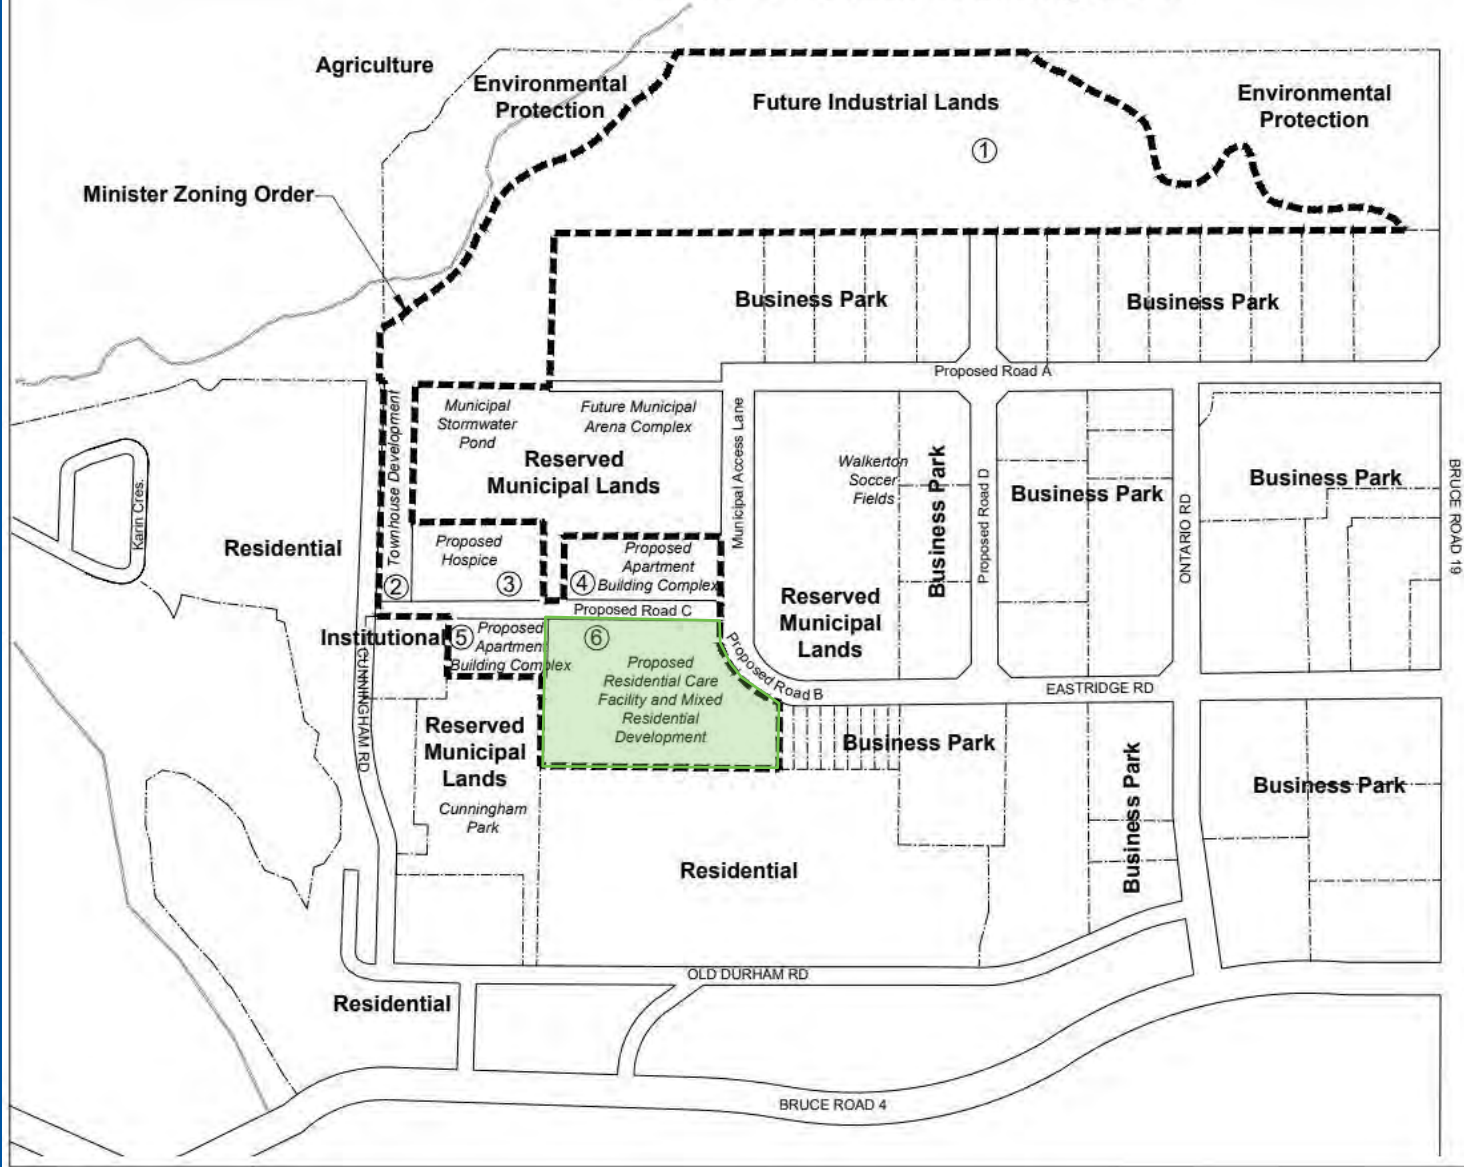 Agriculture
Environmental
Protection
Future Industrial Lands
①
Environmental
Protection
Minister Zoning Order
Business Park
Business Park
Proposed Road A
Townhouse Development
②
Municipal
Stormwater
Pond
Future Municipal
Arena Complex
Reserved
Municipal Lands
Municipal Access Lane
Walkerton
Soccer
Fields
Business Park
Proposed Road D
Business Park
ONTARIO RD
Business Park
BRUCE ROAD 19
Karin Cres.
Residential
Proposed
Hospice
③
④
Proposed
Apartment
Building Complex
Reserved
Municipal
Lands
Proposed Road C
Institutional
⑤
Proposed
Apartment
Building Complex
⑥
Proposed
Residential Care
Facility and Mixed
Residential
Development
Proposed Road B
EASTRIDGE RD
CUNNINGHAM RD
Reserved
Municipal
Lands
Cunningham
Park
Business Park
Business Park
Business Park
Residential
OLD DURHAM RD
Residential
BRUCE ROAD 4